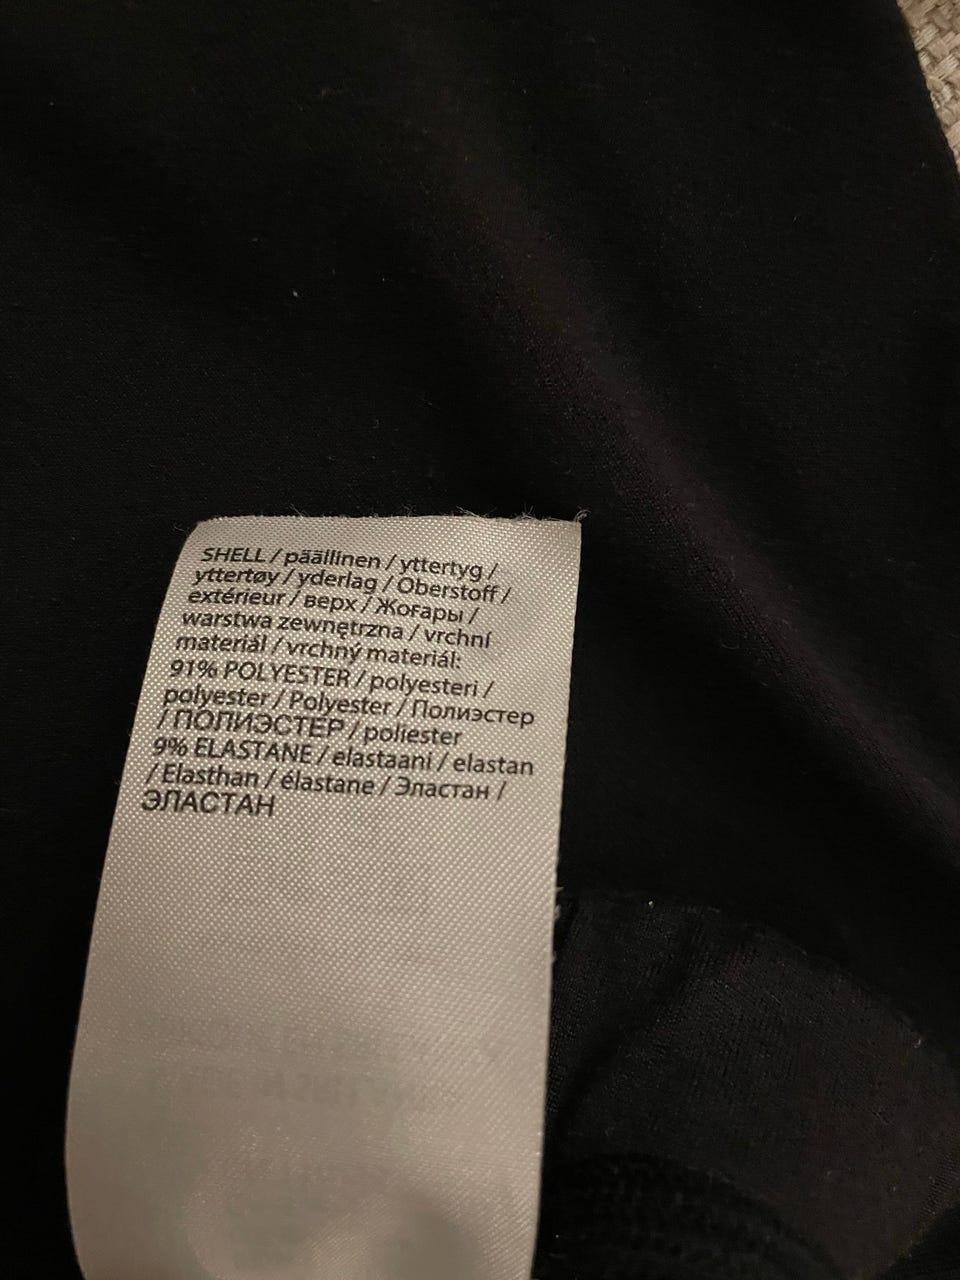 SHELL / päällinen / yttertyg /
yttertøy / yderlag / Oberstoff /
extérieur / верх / Жоғары /
warstwa zewnętrzna / vrchní
materiál / vrchný materiál:
91% POLYESTER / polyesteri /
polyester / Polyester / Полиэстер
/ ПОЛИЭСТЕР / poliester
9% ELASTANE / elastaani / elastan
/ Elasthan / élastane / Эластан /
ЭЛАСТАН